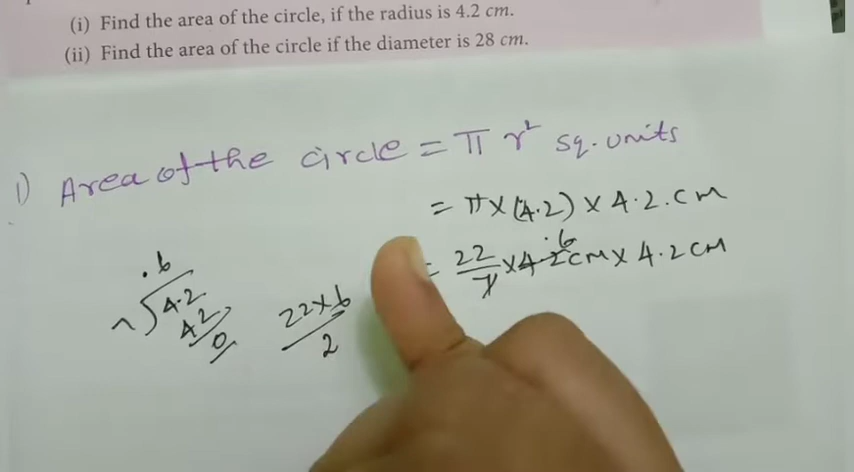 (i) Find the area of the circle, if the radius is 4.2 cm.
(ii) Find the area of the circle if the diameter is 28 cm.
1) Area of the circle = π r² sq. units
= π × (4.2) × 4.2. cm
= 22/7 × 4.2 cm × 4.2 cm
.6
.6
7 4.2
42
0
22×6
2